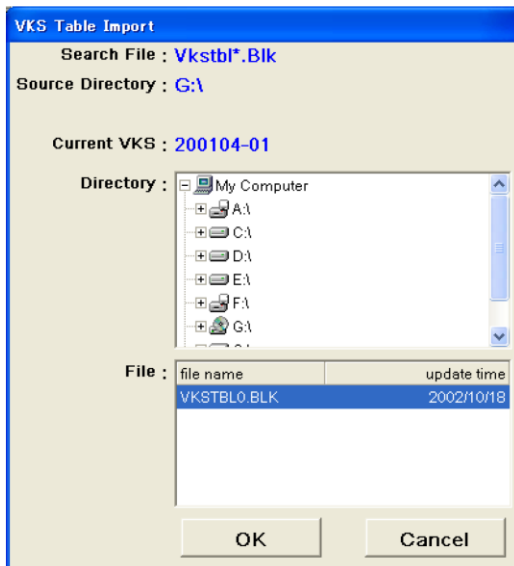 VKS Table Import
Search File : Vkstbl*.Blk
Source Directory : G:\
Current VKS : 200104-01
Directory : My Computer
A:\
C:\
D:\
E:\
F:\
G:\
File : file name update time
VKSTBL0.BLK 2002/10/18
OK Cancel